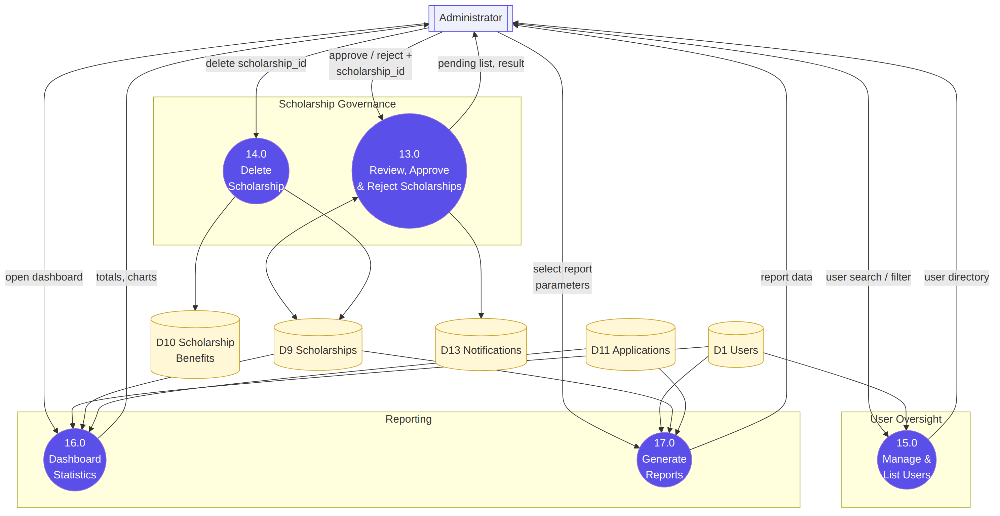 Administrator
delete scholarship_id
approve / reject +
scholarship_id
pending list, result
Scholarship Governance
14.0
Delete
Scholarship
13.0
Review, Approve
& Reject Scholarships
open dashboard
totals, charts
select report
parameters
report data
user search / filter
user directory
D10 Scholarship
Benefits
D9 Scholarships
D13 Notifications
D11 Applications
D1 Users
Reporting
User Oversight
16.0
Dashboard
Statistics
17.0
Generate
Reports
15.0
Manage &
List Users